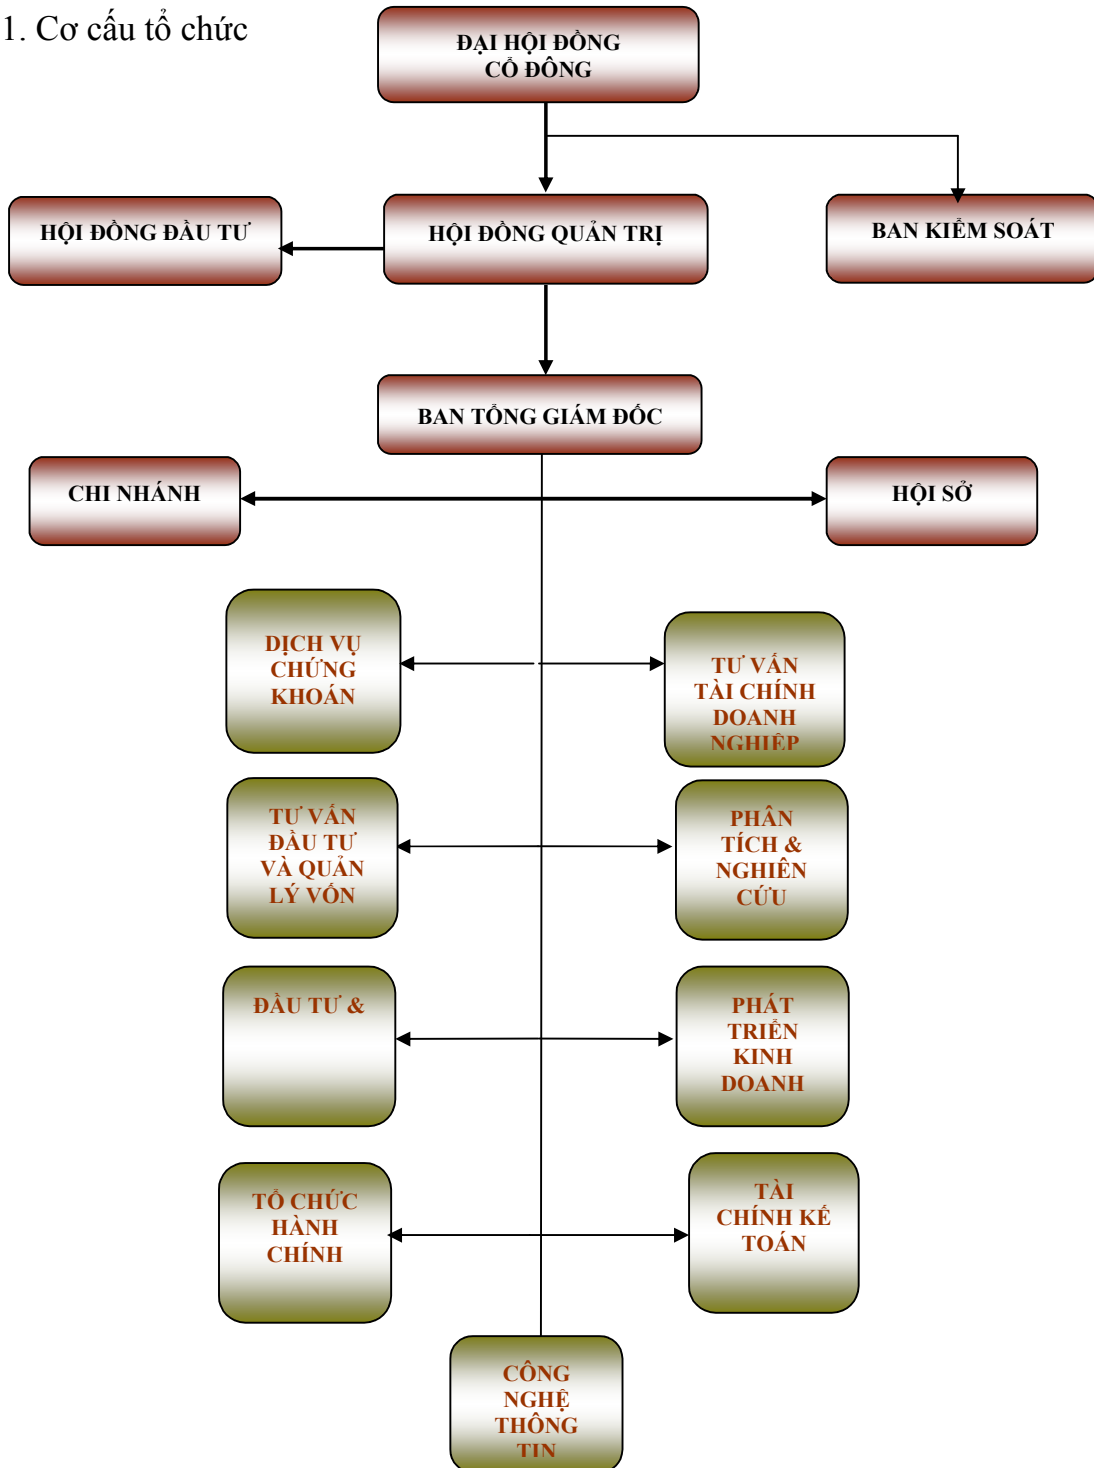 1. Cơ cấu tổ chức
ĐẠI HỘI ĐỒNG
CỔ ĐÔNG
HỘI ĐỒNG ĐẦU TƯ
HỘI ĐỒNG QUẢN TRỊ
BAN KIỂM SOÁT
BAN TỔNG GIÁM ĐỐC
CHI NHÁNH
HỘI SỞ
DỊCH VỤ
CHỨNG
KHOÁN
TƯ VẤN
TÀI CHÍNH
DOANH
NGHIỆP
TƯ VẤN
ĐẦU TƯ
VÀ QUẢN
LÝ VỐN
PHÂN
TÍCH &
NGHIÊN
CỨU
ĐẦU TƯ &
PHÁT
TRIỂN
KINH
DOANH
TỔ CHỨC
HÀNH
CHÍNH
TÀI
CHÍNH KẾ
TOÁN
CÔNG
NGHỆ
THÔNG
TIN